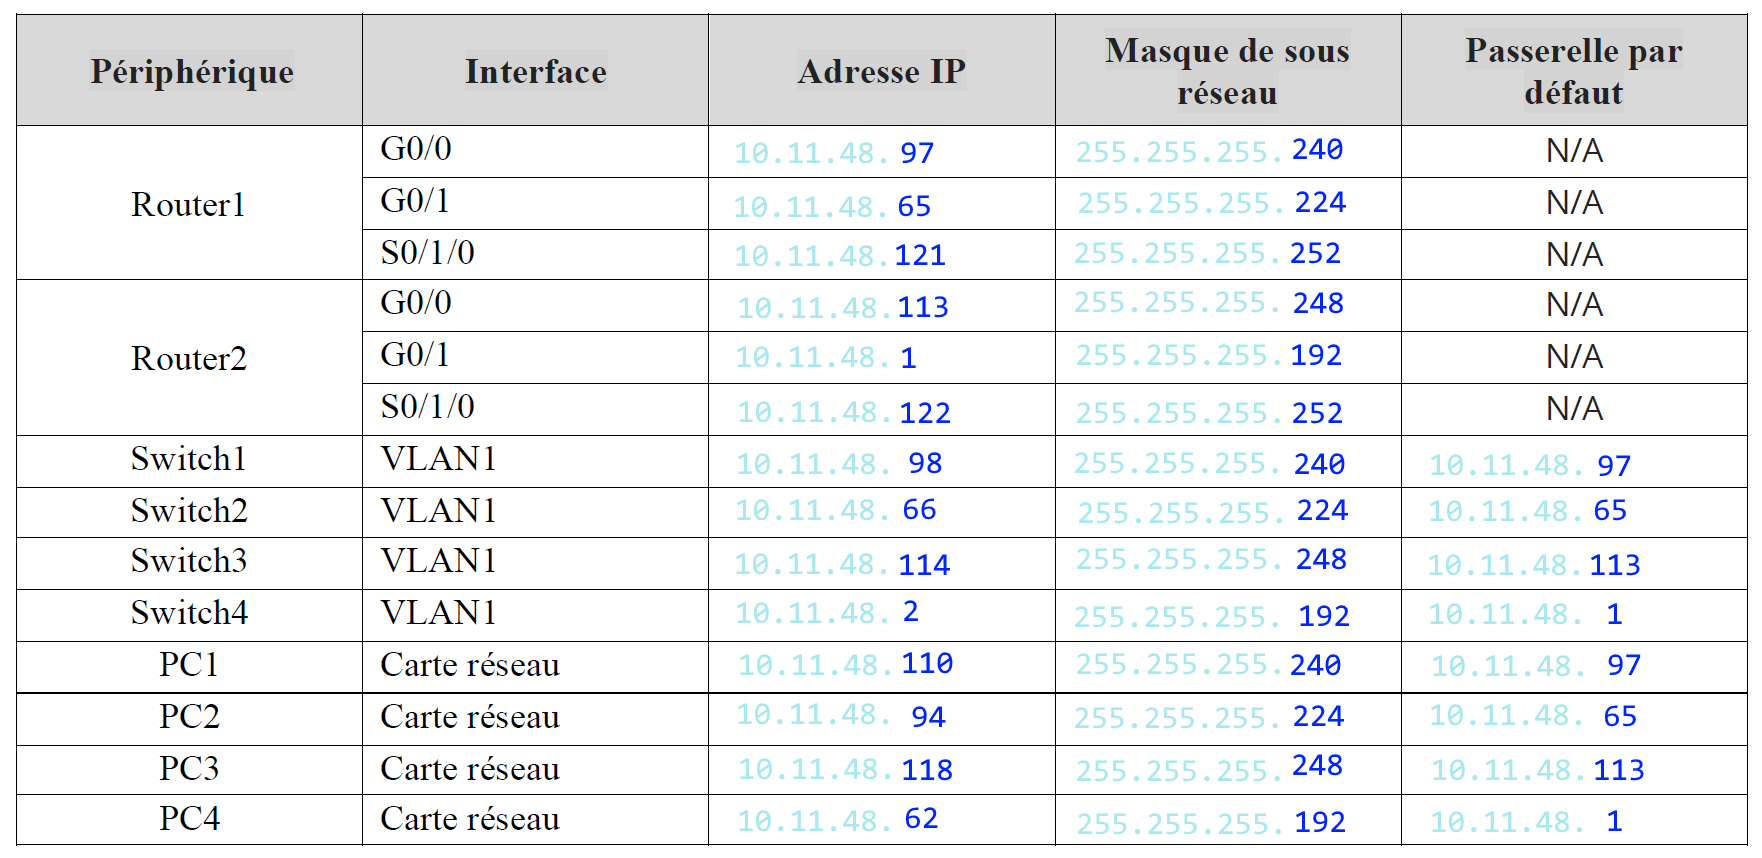 Périphérique Interface Adresse IP Masque de sous réseau Passerelle par défaut
Router1 G0/0 10.11.48. 97 255.255.255. 240 N/A
G0/1 10.11.48. 65 255.255.255. 224 N/A
S0/1/0 10.11.48. 121 255.255.255. 252 N/A
Router2 G0/0 10.11.48. 113 255.255.255. 248 N/A
G0/1 10.11.48. 1 255.255.255. 192 N/A
S0/1/0 10.11.48. 122 255.255.255. 252 N/A
Switch1 VLAN1 10.11.48. 98 255.255.255. 240 10.11.48. 97
Switch2 VLAN1 10.11.48. 66 255.255.255. 224 10.11.48. 65
Switch3 VLAN1 10.11.48. 114 255.255.255. 248 10.11.48. 113
Switch4 VLAN1 10.11.48. 2 255.255.255. 192 10.11.48. 1
PC1 Carte réseau 10.11.48. 110 255.255.255. 240 10.11.48. 97
PC2 Carte réseau 10.11.48. 94 255.255.255. 224 10.11.48. 65
PC3 Carte réseau 10.11.48. 118 255.255.255. 248 10.11.48. 113
PC4 Carte réseau 10.11.48. 62 255.255.255. 192 10.11.48. 1